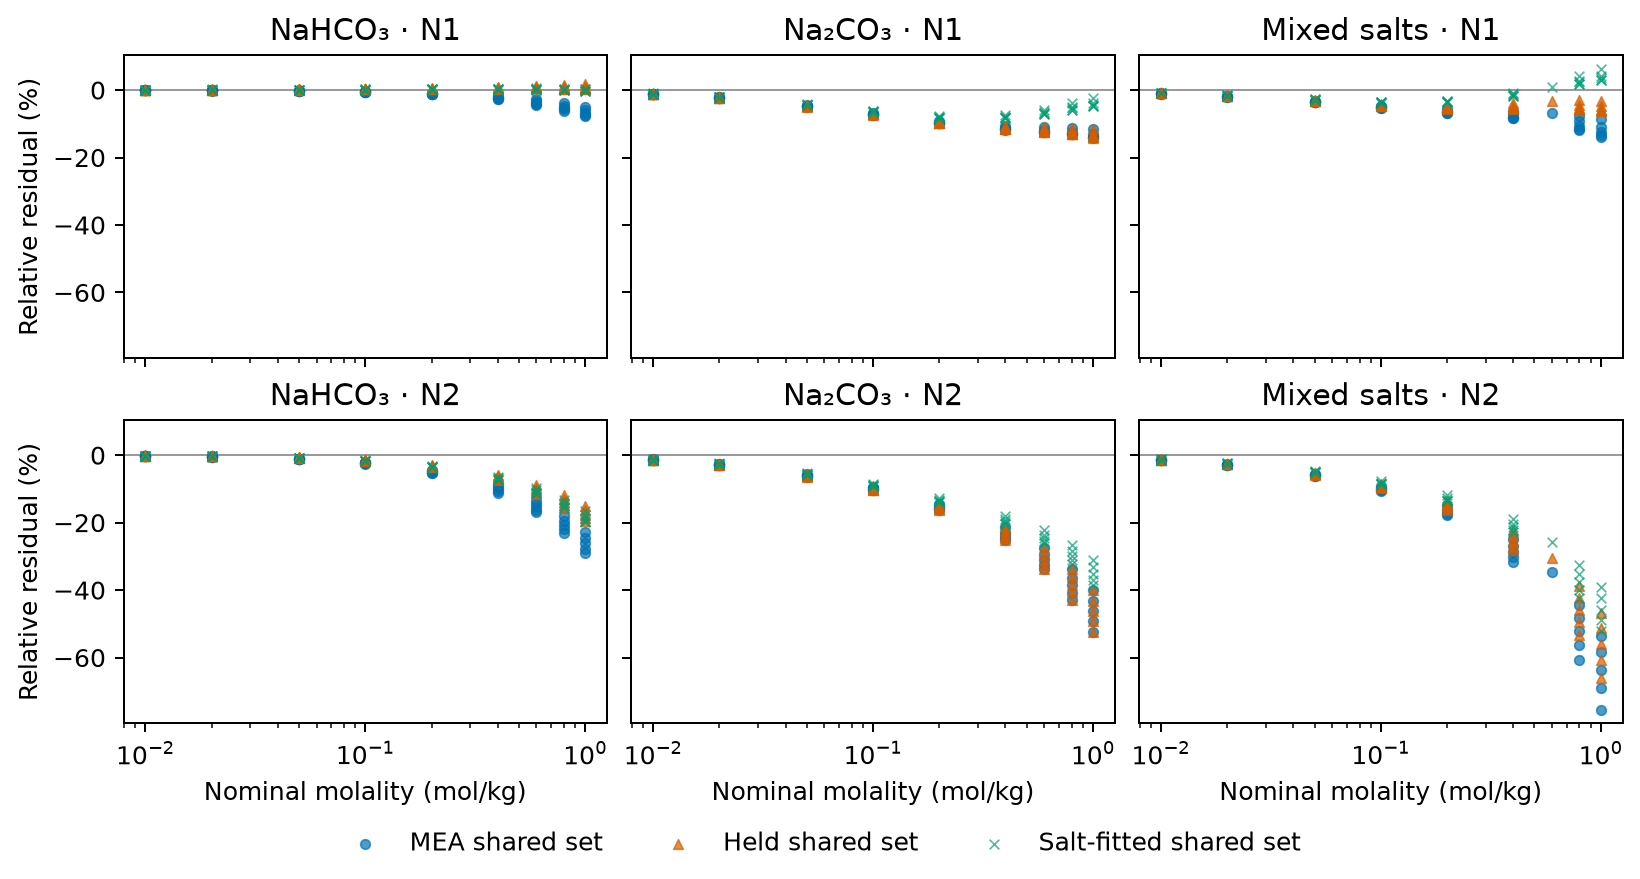 NaHCO₃ · N1
Na₂CO₃ · N1
Mixed salts · N1
Relative residual (%)
0
−20
−40
−60
NaHCO₃ · N2
Na₂CO₃ · N2
Mixed salts · N2
Relative residual (%)
0
−20
−40
−60
10⁻² 10⁻¹ 10⁰
10⁻² 10⁻¹ 10⁰
10⁻² 10⁻¹ 10⁰
Nominal molality (mol/kg)
Nominal molality (mol/kg)
Nominal molality (mol/kg)
MEA shared set
Held shared set
Salt-fitted shared set